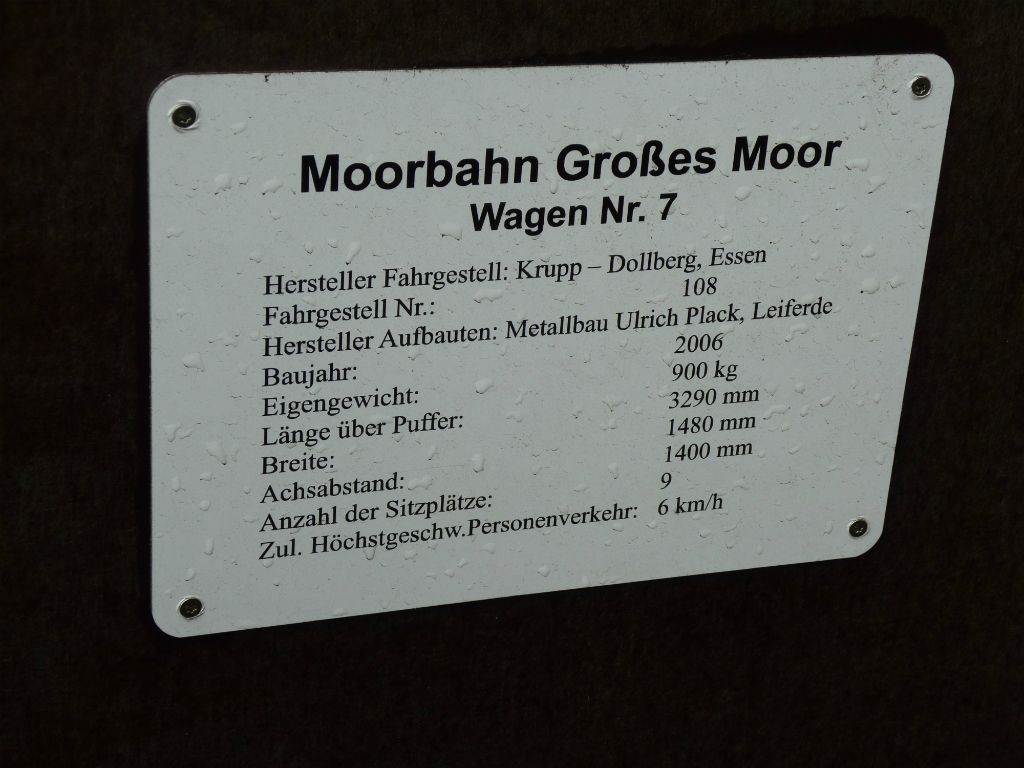 Moorbahn Großes Moor
Wagen Nr. 7
Hersteller Fahrgestell: Krupp – Dollberg, Essen
Fahrgestell Nr.: 108
Hersteller Aufbauten: Metallbau Ulrich Plack, Leiferde
Baujahr: 2006
Eigengewicht: 900 kg
Länge über Puffer: 3290 mm
Breite: 1480 mm
Achsabstand: 1400 mm
Anzahl der Sitzplätze: 9
Zul. Höchstgeschw.Personenverkehr: 6 km/h